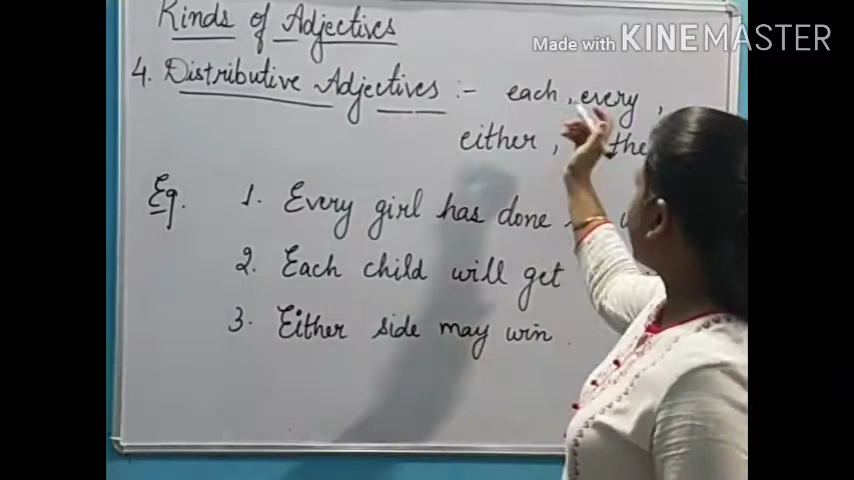 Kinds of Adjectives
Made with KINEMASTER
4. Distributive Adjectives :- each, every,
either, the
Eg. 1. Every girl has done
2. Each child will get
3. Either side may win.